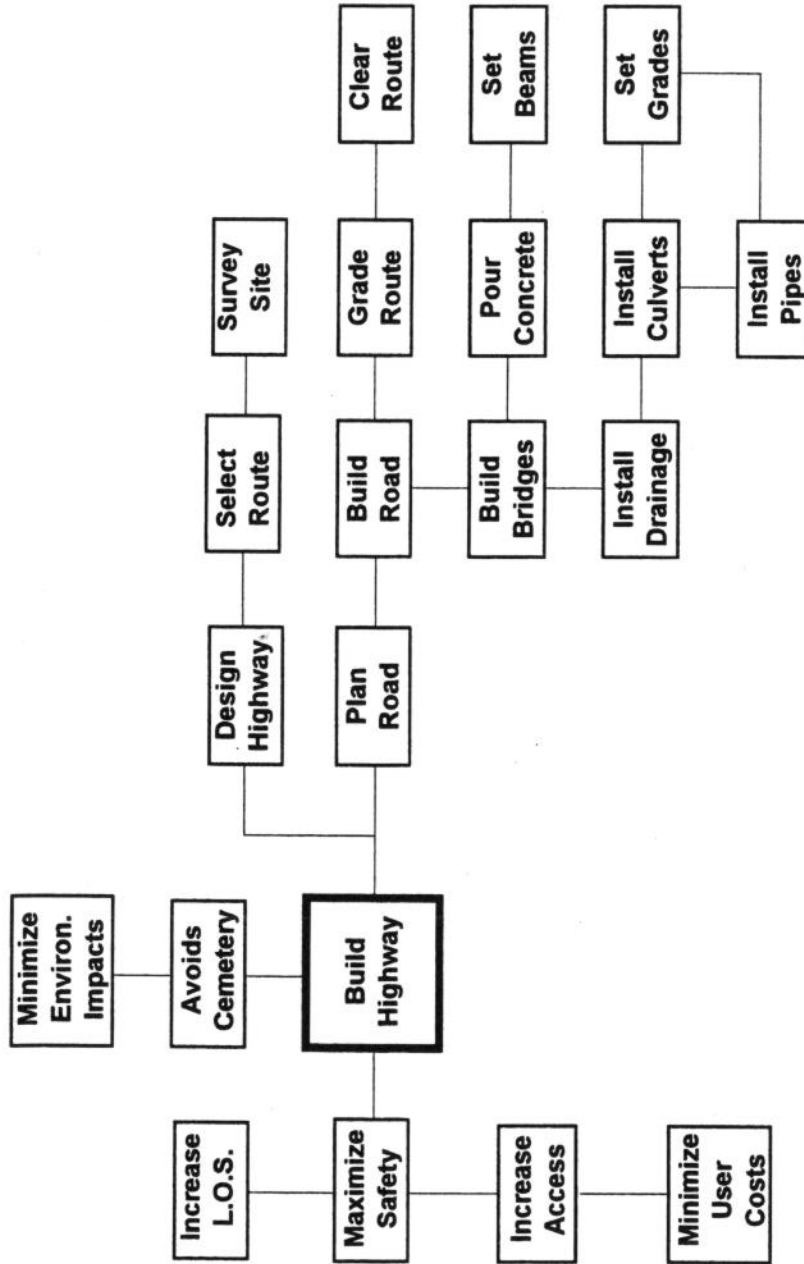 Minimize
Environ.
Impacts
Increase
L.O.S.
Avoids
Cemetery
Design
Highway
Select
Route
Survey
Site
Maximize
Safety
Build
Highway
Plan
Road
Build
Road
Grade
Route
Clear
Route
Increase
Access
Build
Bridges
Pour
Concrete
Set
Beams
Minimize
User
Costs
Install
Drainage
Install
Culverts
Set
Grades
Install
Pipes